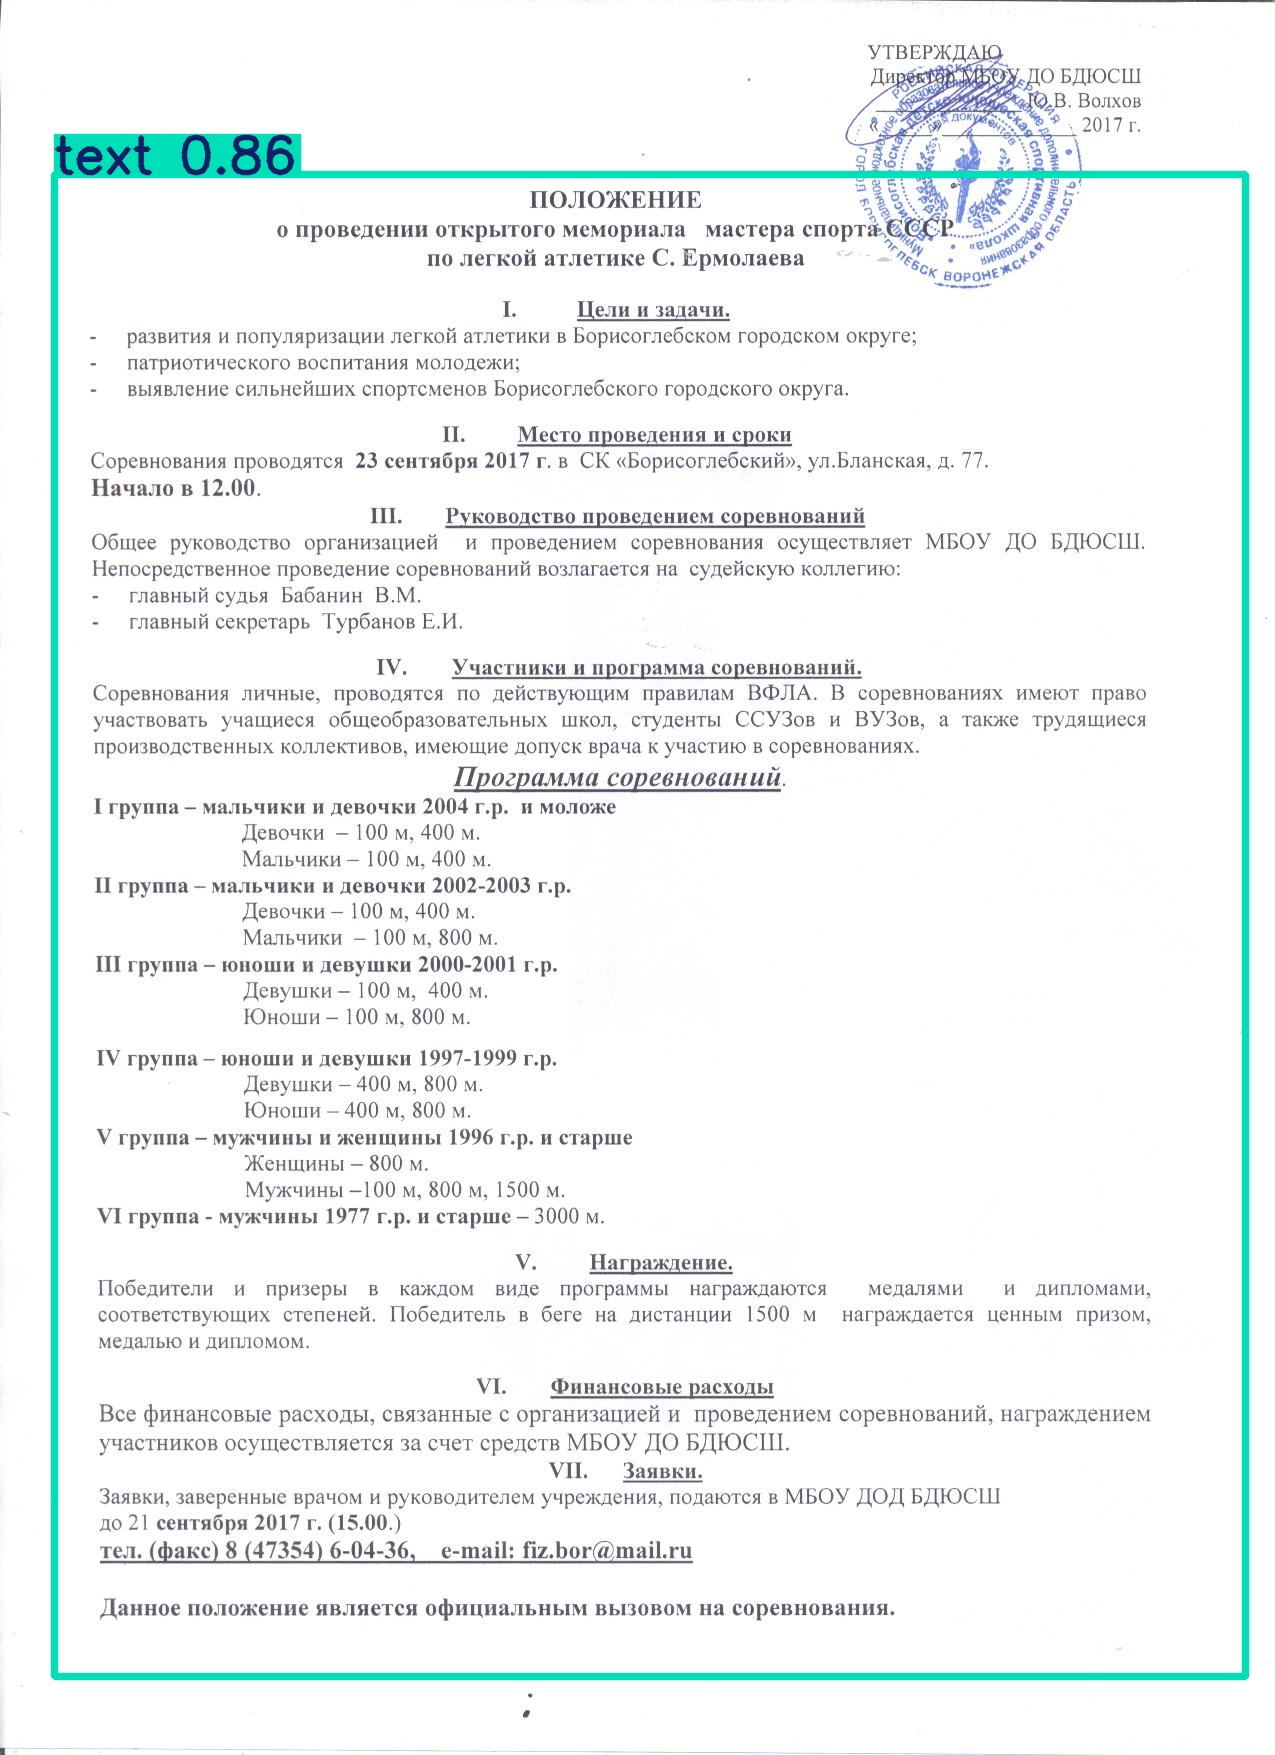 УТВЕРЖДАЮ
Директор МБОУ ДО БДЮСШ
Ю.В. Волхов
«____»____________ 2017 г.
text 0.86
ПОЛОЖЕНИЕ
о проведении открытого мемориала мастера спорта СССР
по легкой атлетике С. Ермолаева
I. Цели и задачи.
- развития и популяризации легкой атлетики в Борисоглебском городском округе;
- патриотического воспитания молодежи;
- выявление сильнейших спортсменов Борисоглебского городского округа.
II. Место проведения и сроки
Соревнования проводятся 23 сентября 2017 г. в СК «Борисоглебский», ул.Бланская, д. 77.
Начало в 12.00.
III. Руководство проведением соревнований
Общее руководство организацией и проведением соревнования осуществляет МБОУ ДО БДЮСШ.
Непосредственное проведение соревнований возлагается на судейскую коллегию:
- главный судья Бабанин В.М.
- главный секретарь Турбанов Е.И.
IV. Участники и программа соревнований.
Соревнования личные, проводятся по действующим правилам ВФЛА. В соревнованиях имеют право
участвовать учащиеся общеобразовательных школ, студенты ССУЗов и ВУЗов, а также трудящиеся
производственных коллективов, имеющие допуск врача к участию в соревнованиях.
Программа соревнований.
I группа – мальчики и девочки 2004 г.р. и моложе
Девочки – 100 м, 400 м.
Мальчики – 100 м, 400 м.
II группа – мальчики и девочки 2002-2003 г.р.
Девочки – 100 м, 400 м.
Мальчики – 100 м, 800 м.
III группа – юноши и девушки 2000-2001 г.р.
Девушки – 100 м, 400 м.
Юноши – 100 м, 800 м.
IV группа – юноши и девушки 1997-1999 г.р.
Девушки – 400 м, 800 м.
Юноши – 400 м, 800 м.
V группа – мужчины и женщины 1996 г.р. и старше
Женщины – 800 м.
Мужчины –100 м, 800 м, 1500 м.
VI группа - мужчины 1977 г.р. и старше – 3000 м.
V. Награждение.
Победители и призеры в каждом виде программы награждаются медалями и дипломами,
соответствующих степеней. Победитель в беге на дистанции 1500 м награждается ценным призом,
медалью и дипломом.
VI. Финансовые расходы
Все финансовые расходы, связанные с организацией и проведением соревнований, награждением
участников осуществляется за счет средств МБОУ ДО БДЮСШ.
VII. Заявки.
Заявки, заверенные врачом и руководителем учреждения, подаются в МБОУ ДОД БДЮСШ
до 21 сентября 2017 г. (15.00.)
тел. (факс) 8 (47354) 6-04-36, e-mail: fiz.bor@mail.ru
Данное положение является официальным вызовом на соревнования.